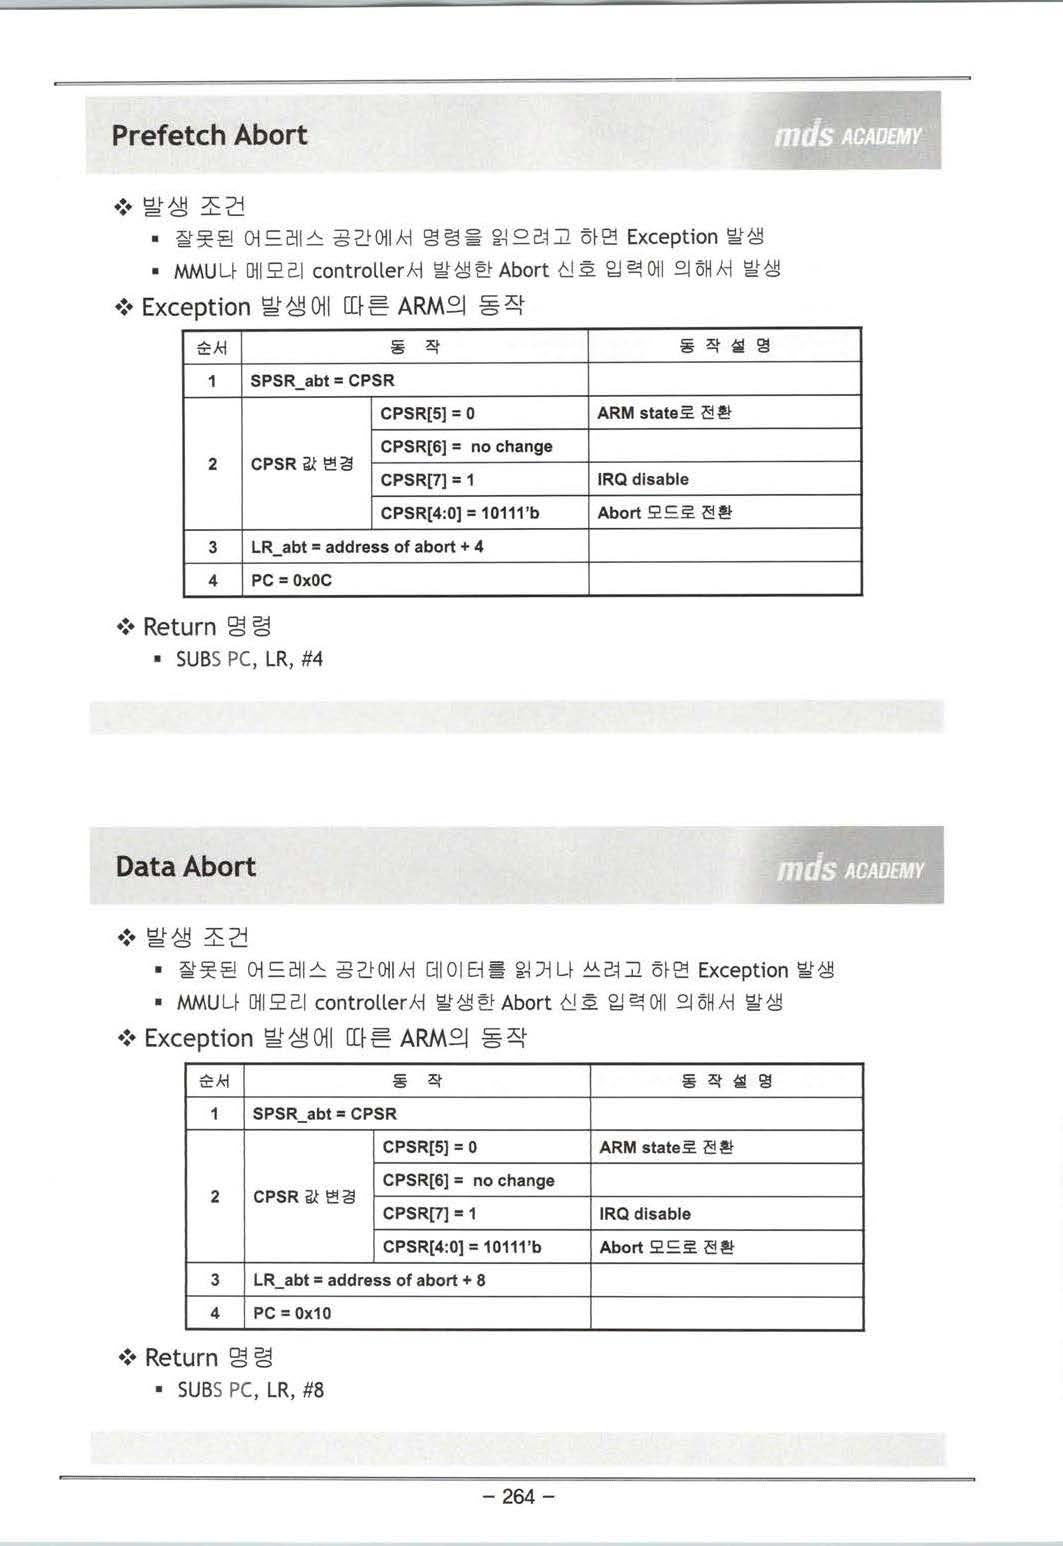 Prefetch Abort
mds ACADEMY
❖ 발생 조건
▪ 잘못된 어드레스 공간에서 명령을 읽으려고 하면 Exception 발생
▪ MMU나 메모리 controller서 발생한 Abort 신호 입력에 의해서 발생
❖ Exception 발생에 따른 ARM의 동작
순서 동 작 동 작 설 명
1 SPSR_abt = CPSR
CPSR[5] = 0 ARM state로 전환
CPSR[6] = no change
2 CPSR 값 변경
CPSR[7] = 1 IRQ disable
CPSR[4:0] = 10111'b Abort 모드로 전환
3 LR_abt = address of abort + 4
4 PC = 0x0C
❖ Return 명령
▪ SUBS PC, LR, #4
Data Abort
mds ACADEMY
❖ 발생 조건
▪ 잘못된 어드레스 공간에서 데이터를 읽거나 쓰려고 하면 Exception 발생
▪ MMU나 메모리 controller서 발생한 Abort 신호 입력에 의해서 발생
❖ Exception 발생에 따른 ARM의 동작
순서 동 작 동 작 설 명
1 SPSR_abt = CPSR
CPSR[5] = 0 ARM state로 전환
CPSR[6] = no change
2 CPSR 값 변경
CPSR[7] = 1 IRQ disable
CPSR[4:0] = 10111'b Abort 모드로 전환
3 LR_abt = address of abort + 8
4 PC = 0x10
❖ Return 명령
▪ SUBS PC, LR, #8
– 264 –